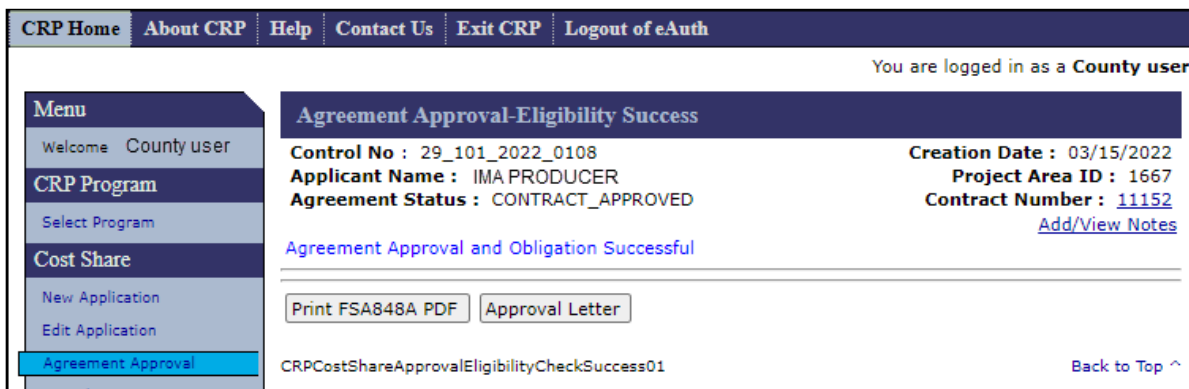 CRP Home About CRP Help Contact Us Exit CRP Logout of eAuth
You are logged in as a County user
Menu
Welcome County user
CRP Program
Select Program
Cost Share
New Application
Edit Application
Agreement Approval
Agreement Approval-Eligibility Success
Control No : 29_101_2022_0108 Creation Date : 03/15/2022
Applicant Name : IMA PRODUCER Project Area ID : 1667
Agreement Status : CONTRACT_APPROVED Contract Number : 11152
Add/View Notes
Agreement Approval and Obligation Successful
Print FSA848A PDF Approval Letter
CRPCostShareApprovalEligibilityCheckSuccess01 Back to Top ^